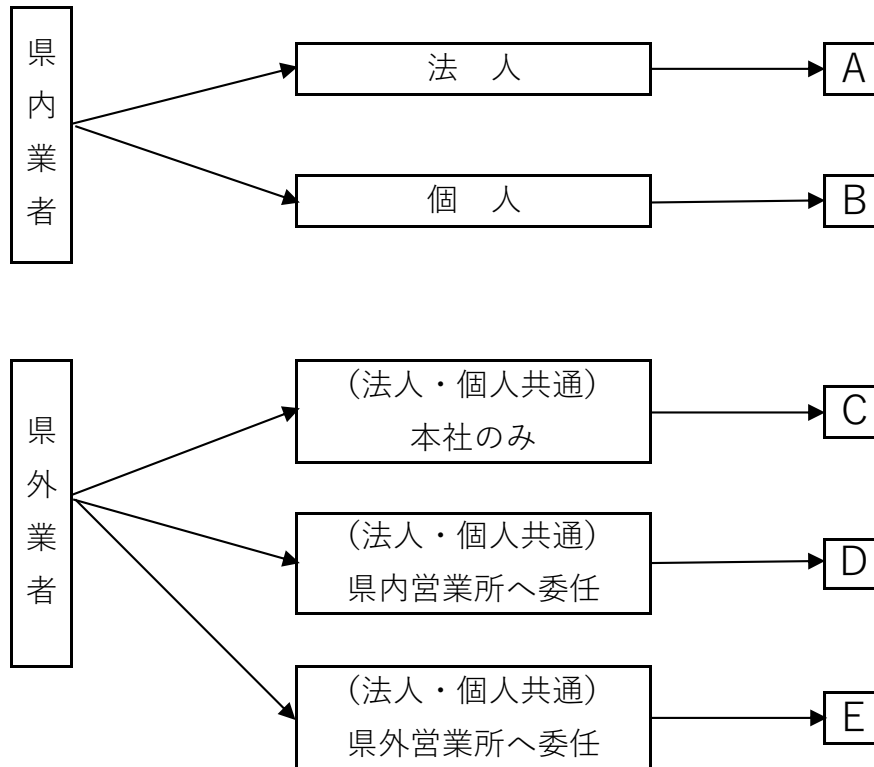 県内業者
法　人
A
個　人
B
県外業者
（法人・個人共通）
本社のみ
C
（法人・個人共通）
県内営業所へ委任
D
（法人・個人共通）
県外営業所へ委任
E